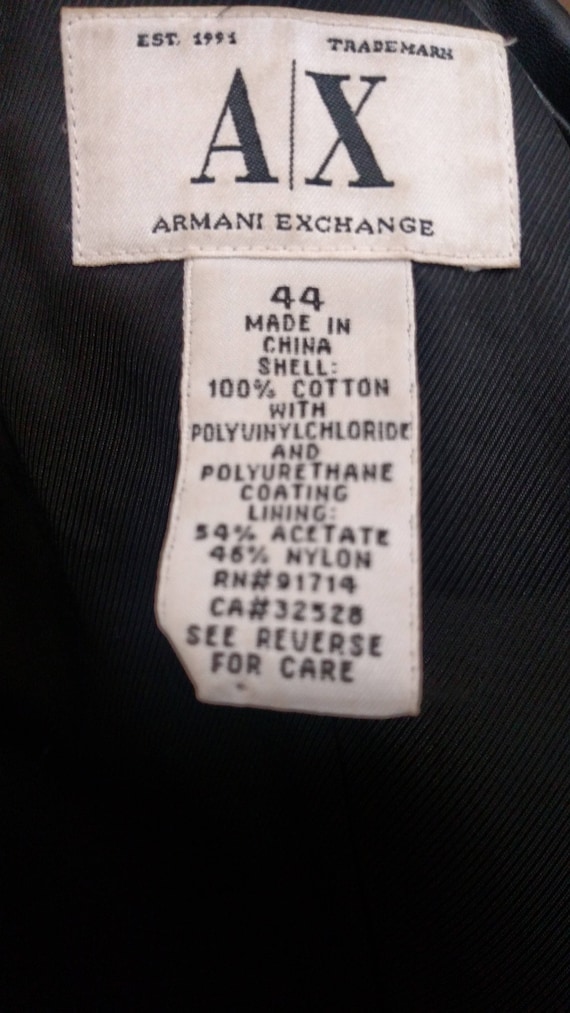 EST. 1991 TRADEMARK
A|X
ARMANI EXCHANGE
44
MADE IN
CHINA
SHELL:
100% COTTON
WITH
POLYVINYLCHLORIDE
AND
POLYURETHANE
COATING
LINING:
54% ACETATE
46% NYLON
RN#91714
CA#32528
SEE REVERSE
FOR CARE